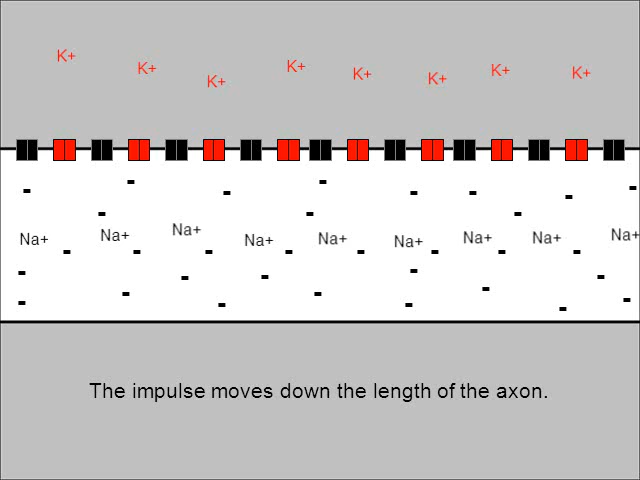 K+ K+ K+ K+ K+ K+ K+ K+
Na+ Na+ Na+ Na+ Na+ Na+ Na+ Na+ Na+
The impulse moves down the length of the axon.